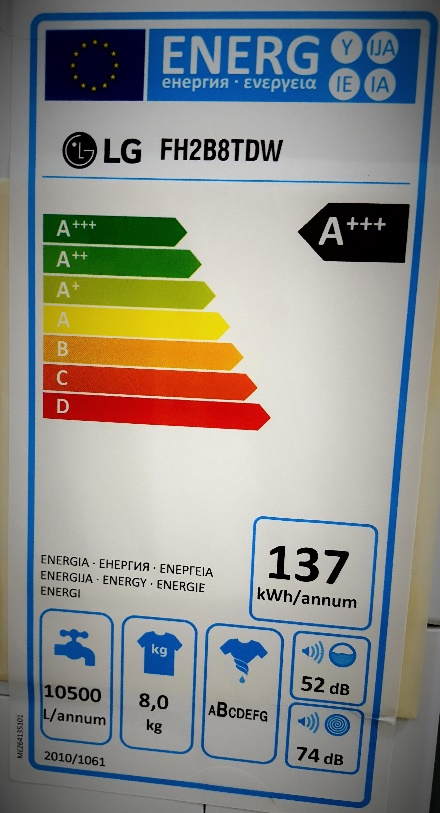 ENERG Y IJA
енергия · ενεργεια IE IA
LG FH2B8TDW
A+++
A+++
A++
A+
A
B
C
D
ENERGIA · ЕНЕРГИЯ · ΕΝΕΡΓΕΙΑ
ENERGIJA · ENERGY · ENERGIE
ENERGI
137
kWh/annum
10500
L/annum
kg
8,0
kg
ABCDEFG
52 dB
74 dB
2010/1061
MEZ64135101